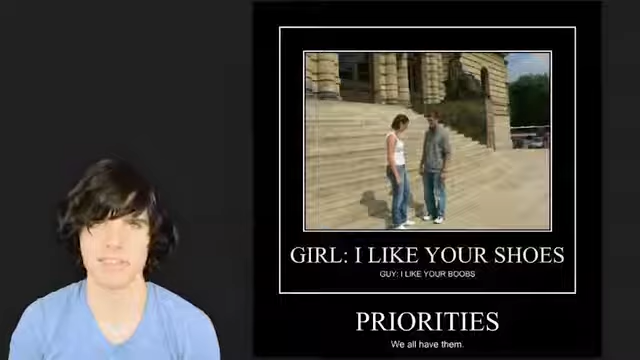 GIRL: I LIKE YOUR SHOES
GUY: I LIKE YOUR BOOBS
PRIORITIES
We all have them.